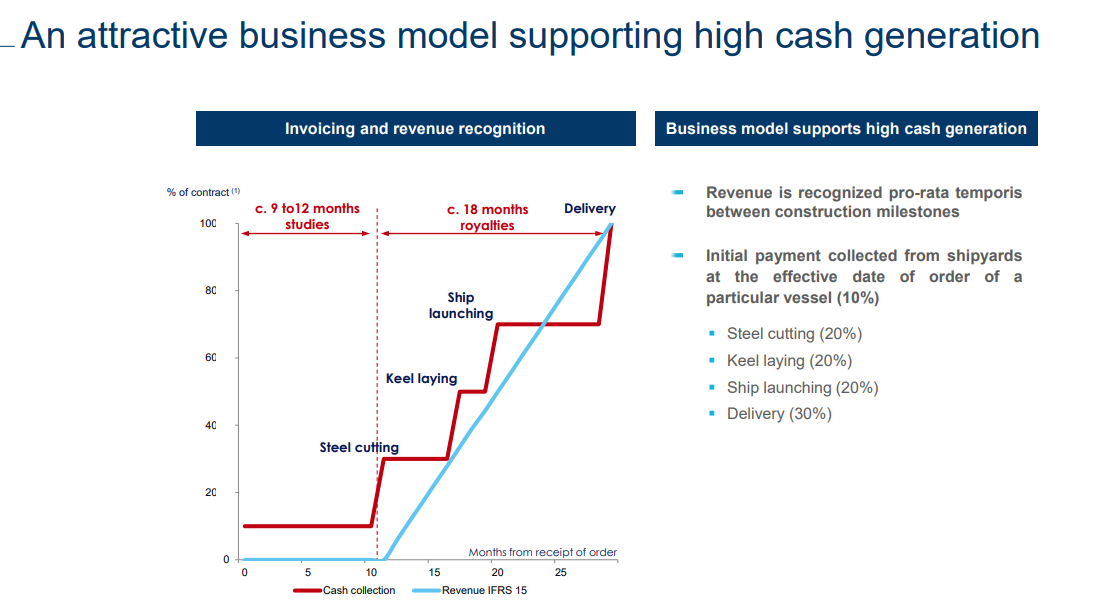 An attractive business model supporting high cash generation
Invoicing and revenue recognition
% of contract (1)
c. 9 to12 months
studies
c. 18 months
royalties
Delivery
100
80
60
40
20
0
Ship
launching
Keel laying
Steel cutting
Months from receipt of order
0 5 10 15 20 25
Cash collection Revenue IFRS 15
Business model supports high cash generation
Revenue is recognized pro-rata temporis
between construction milestones
Initial payment collected from shipyards
at the effective date of order of a
particular vessel (10%)
Steel cutting (20%)
Keel laying (20%)
Ship launching (20%)
Delivery (30%)